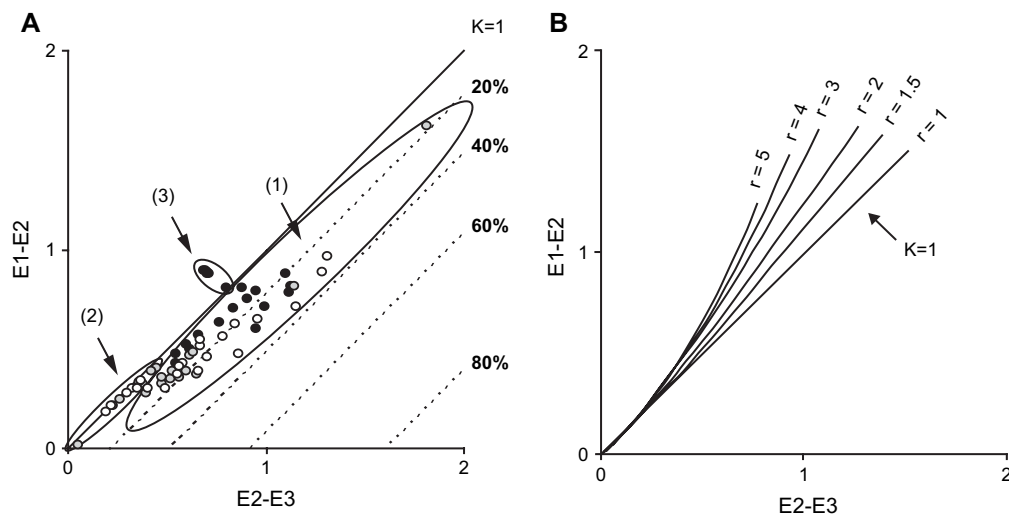 A
K=1
2
20%
40%
(1)
(3)
60%
E1-E2
1
(2)
80%
0
0
1
2
E2-E3
B
2
r = 5
r = 4
r = 3
r = 2
r = 1.5
r = 1
E1-E2
1
K=1
0
0
1
2
E2-E3